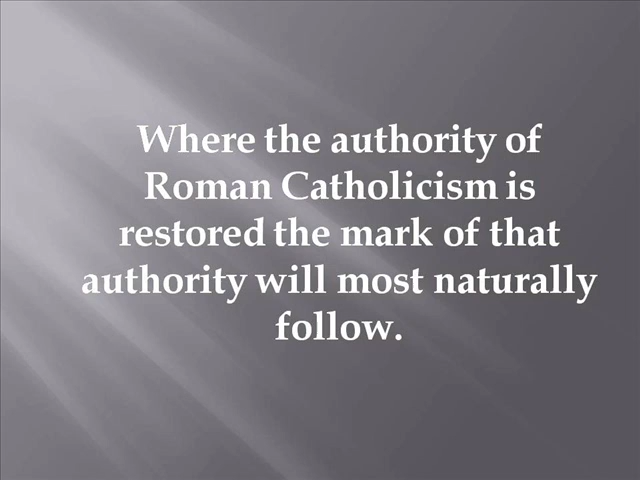 Where the authority of
Roman Catholicism is
restored the mark of that
authority will most naturally
follow.